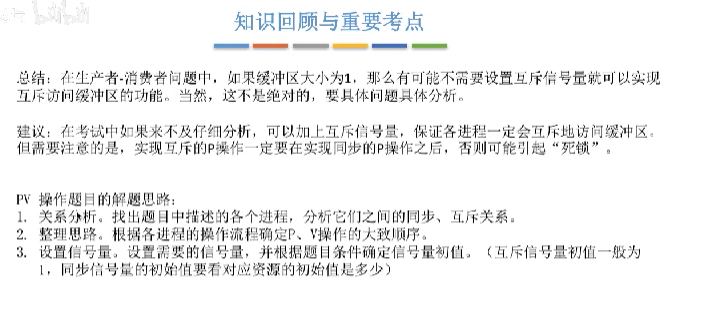 知识回顾与重要考点
总结：在生产者-消费者问题中，如果缓冲区大小为1，那么有可能不需要设置互斥信号量就可以实现
互斥访问缓冲区的功能。当然，这不是绝对的，要具体问题具体分析。
建议：在考试中如果来不及仔细分析，可以加上互斥信号量，保证各进程一定会互斥地访问缓冲区。
但需要注意的是，实现互斥的P操作一定要在实现同步的P操作之后，否则可能引起“死锁”。
PV 操作题目的解题思路：
1. 关系分析。找出题目中描述的各个进程，分析它们之间的同步、互斥关系。
2. 整理思路。根据各进程的操作流程确定P、V操作的大致顺序。
3. 设置信号量。设置需要的信号量，并根据题目条件确定信号量初值。（互斥信号量初值一般为
1，同步信号量的初始值要看对应资源的初始值是多少）